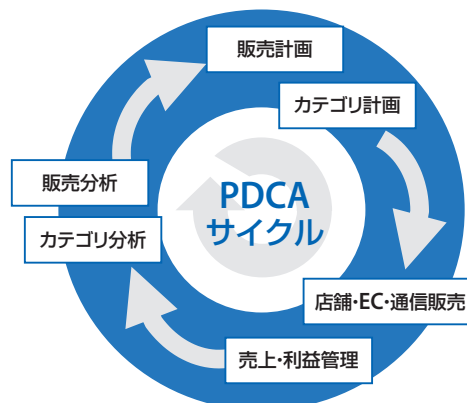 販売計画
カテゴリ計画
販売分析
カテゴリ分析
PDCA
サイクル
店舗・EC・通信販売
売上・利益管理